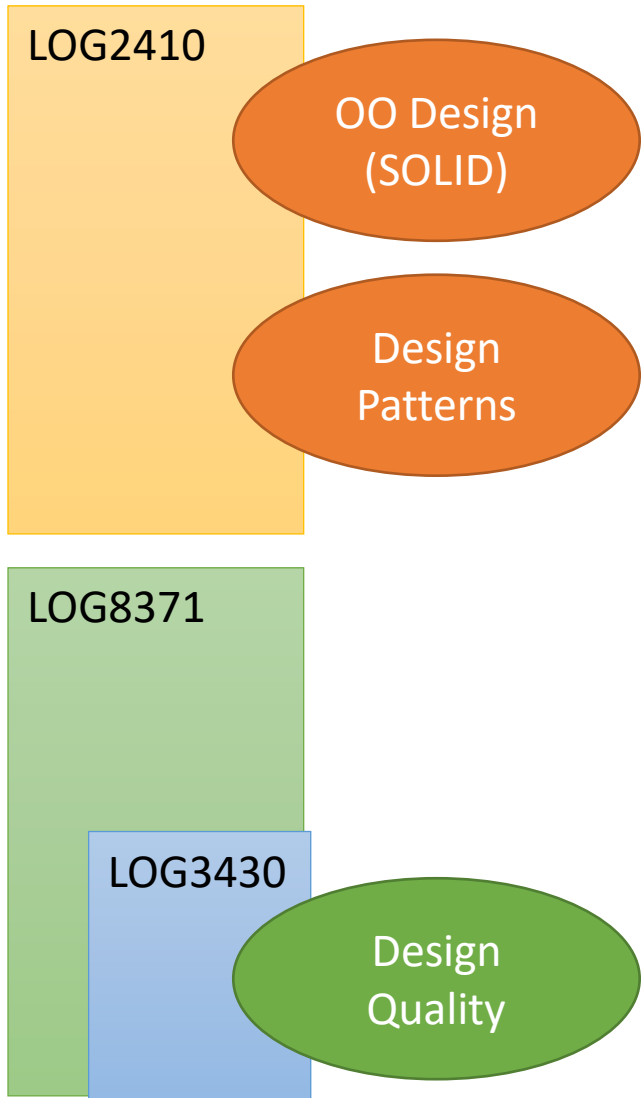 LOG2410
OO Design
(SOLID)
Design
Patterns
LOG8371
LOG3430
Design
Quality